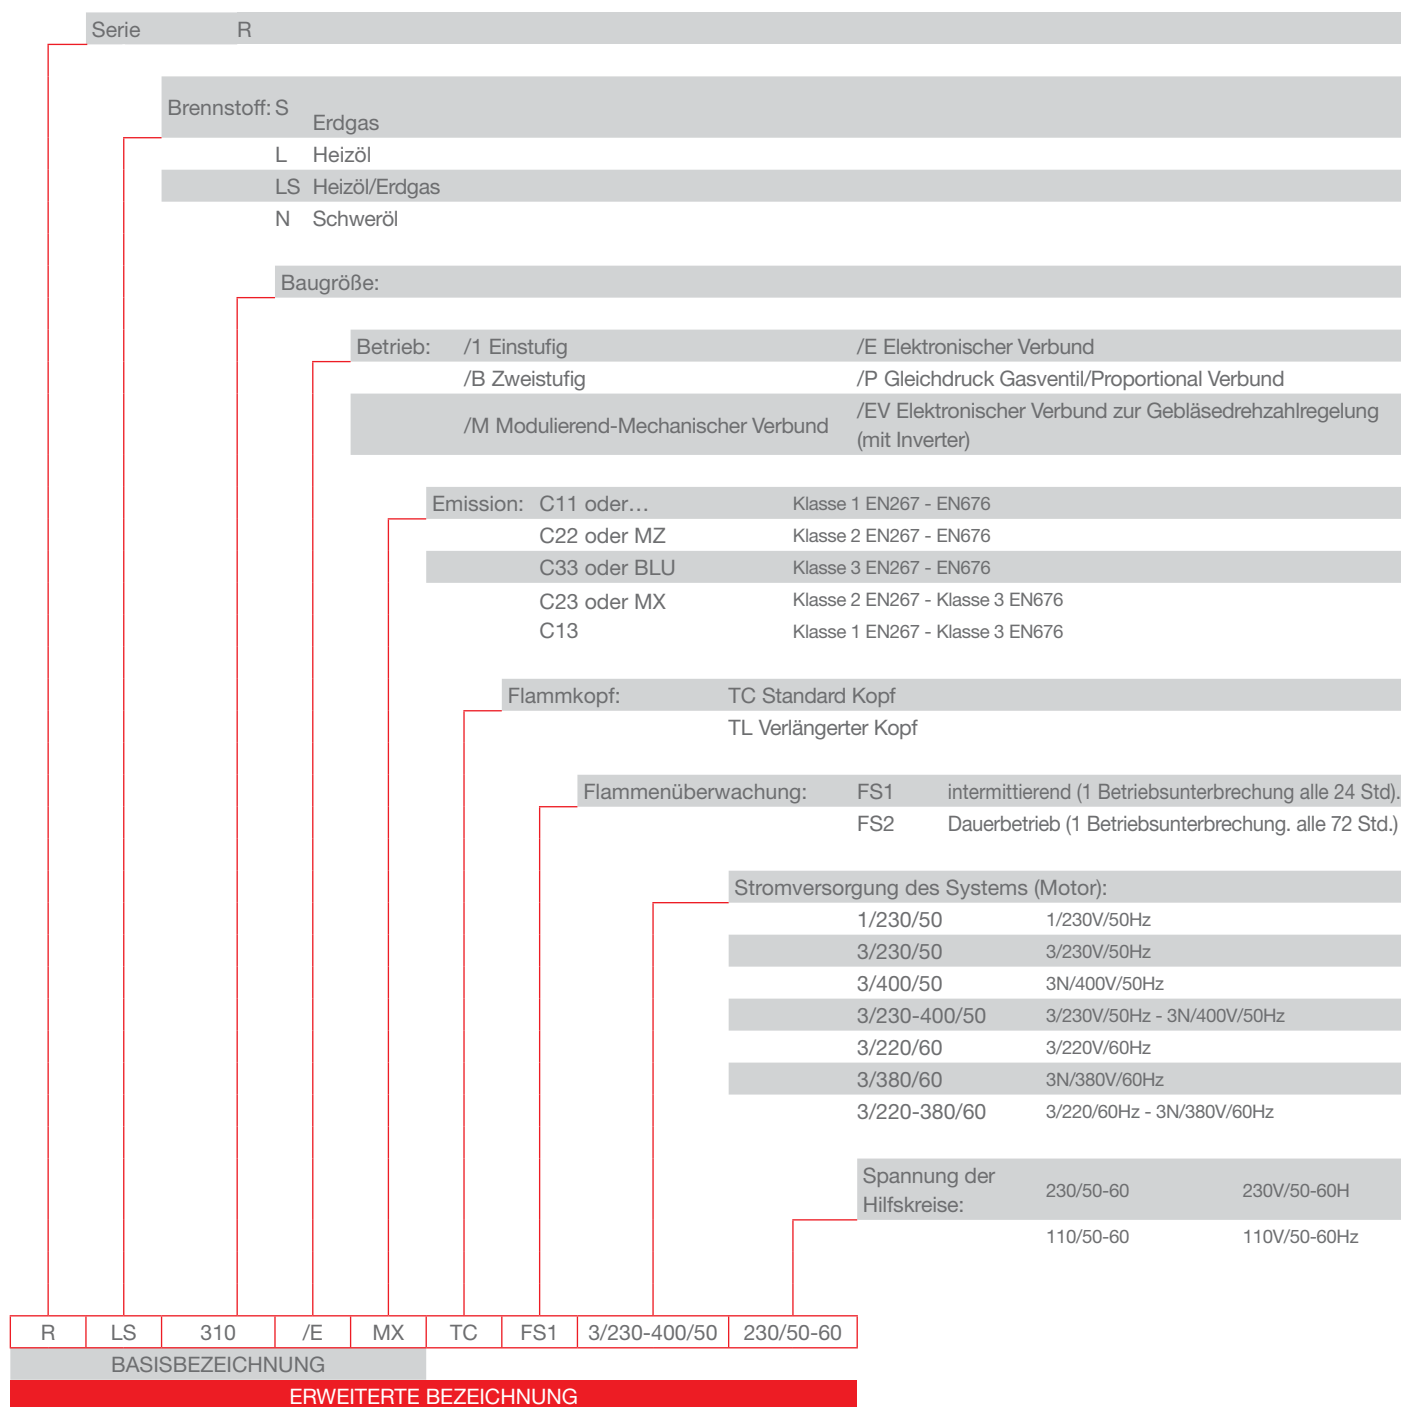 Serie R
Brennstoff: S
Erdgas
L Heizöl
LS Heizöl/Erdgas
N Schweröl
Baugröße:
Betrieb: /1 Einstufig /E Elektronischer Verbund
/B Zweistufig /P Gleichdruck Gasventil/Proportional Verbund
/M Modulierend-Mechanischer Verbund /EV Elektronischer Verbund zur Gebläsedrehzahlregelung
(mit Inverter)
Emission: C11 oder… Klasse 1 EN267 - EN676
C22 oder MZ Klasse 2 EN267 - EN676
C33 oder BLU Klasse 3 EN267 - EN676
C23 oder MX Klasse 2 EN267 - Klasse 3 EN676
C13 Klasse 1 EN267 - Klasse 3 EN676
Flammkopf: TC Standard Kopf
TL Verlängerter Kopf
Flammenüberwachung: FS1 intermittierend (1 Betriebsunterbrechung alle 24 Std).
FS2 Dauerbetrieb (1 Betriebsunterbrechung. alle 72 Std.)
Stromversorgung des Systems (Motor):
1/230/50 1/230V/50Hz
3/230/50 3/230V/50Hz
3/400/50 3N/400V/50Hz
3/230-400/50 3/230V/50Hz - 3N/400V/50Hz
3/220/60 3/220V/60Hz
3/380/60 3N/380V/60Hz
3/220-380/60 3/220/60Hz - 3N/380V/60Hz
Spannung der
Hilfskreise: 230/50-60 230V/50-60H
110/50-60 110V/50-60Hz
R LS 310 /E MX TC FS1 3/230-400/50 230/50-60
BASISBEZEICHNUNG
ERWEITERTE BEZEICHNUNG